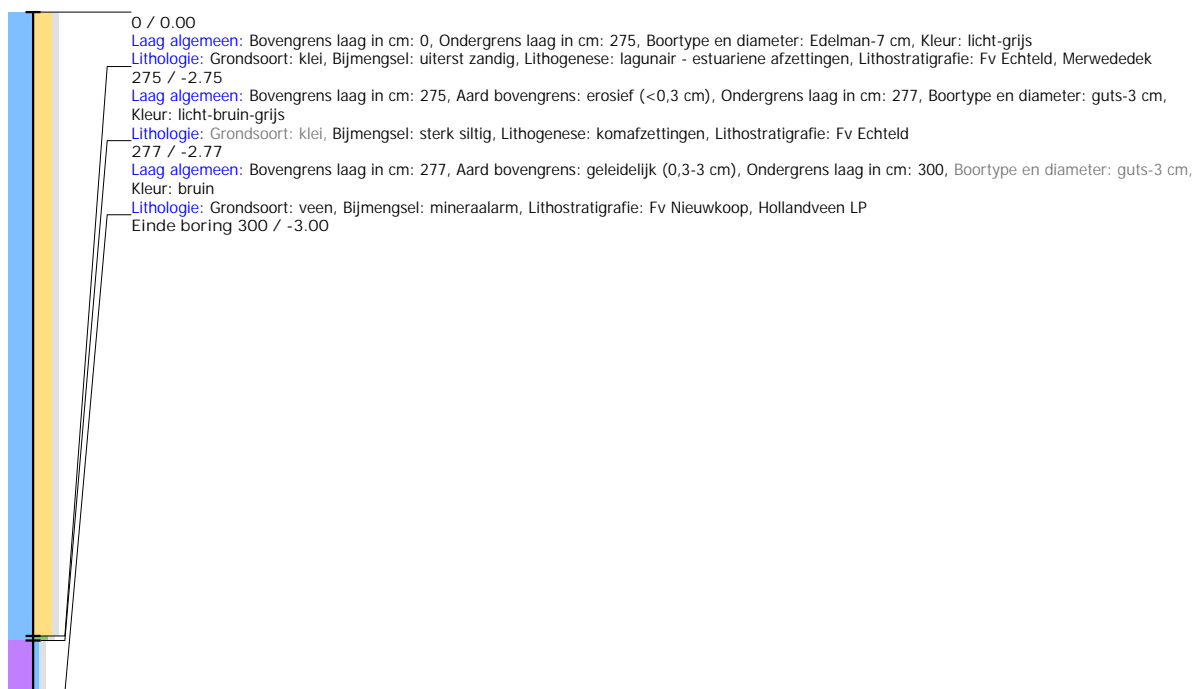 0 / 0.00
Laag algemeen: Bovengrens laag in cm: 0, Ondergrens laag in cm: 275, Boortype en diameter: Edelman-7 cm, Kleur: licht-grijs
Lithologie: Grondsoort: klei, Bijmengsel: uiterst zandig, Lithogenese: lagunair - estuariene afzettingen, Lithostratigrafie: Fv Echteld, Merwededek
275 / -2.75
Laag algemeen: Bovengrens laag in cm: 275, Aard bovengrens: erosief (<0,3 cm), Ondergrens laag in cm: 277, Boortype en diameter: guts-3 cm,
Kleur: licht-bruin-grijs
Lithologie: Grondsoort: klei, Bijmengsel: sterk siltig, Lithogenese: komafzettingen, Lithostratigrafie: Fv Echteld
277 / -2.77
Laag algemeen: Bovengrens laag in cm: 277, Aard bovengrens: geleidelijk (0,3-3 cm), Ondergrens laag in cm: 300, Boortype en diameter: guts-3 cm,
Kleur: bruin
Lithologie: Grondsoort: veen, Bijmengsel: mineraalarm, Lithostratigrafie: Fv Nieuwkoop, Hollandveen LP
Einde boring 300 / -3.00